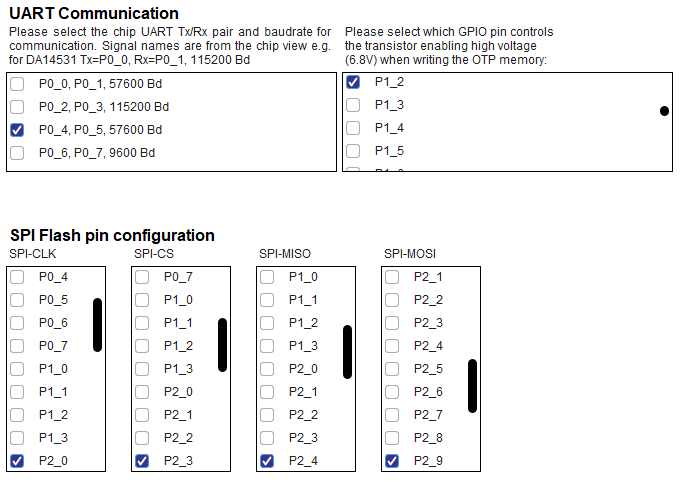 UART Communication
Please select the chip UART Tx/Rx pair and baudrate for
communication. Signal names are from the chip view e.g.
for DA14531 Tx=P0_0, Rx=P0_1, 115200 Bd
P0_0, P0_1, 57600 Bd
P0_2, P0_3, 115200 Bd
P0_4, P0_5, 57600 Bd
P0_6, P0_7, 9600 Bd
Please select which GPIO pin controls
the transistor enabling high voltage
(6.8V) when writing the OTP memory:
P1_2
P1_3
P1_4
P1_5
SPI Flash pin configuration
SPI-CLK
P0_4
P0_5
P0_6
P0_7
P1_0
P1_1
P1_2
P1_3
P2_0
SPI-CS
P0_7
P1_0
P1_1
P1_2
P1_3
P2_0
P2_1
P2_2
P2_3
SPI-MISO
P1_0
P1_1
P1_2
P1_3
P2_0
P2_1
P2_2
P2_3
P2_4
SPI-MOSI
P2_1
P2_2
P2_3
P2_4
P2_5
P2_6
P2_7
P2_8
P2_9